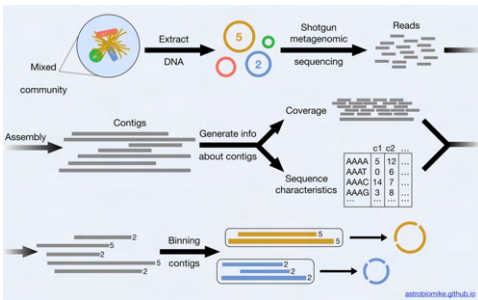 Mixed
community
Extract
DNA
5
2
Shotgun
metagenomic
sequencing
Reads
Assembly
Contigs
Generate info
about contigs
Coverage
Sequence
characteristics
c1 c2 ...
AAAA 5 12 ...
AAAT 0 6
AAAC 14 7 ...
AAAG 3 8
... ... ...
2
5
2
5
2
Binning
contigs
5
5
2
2
2
astrobiomike.github.io